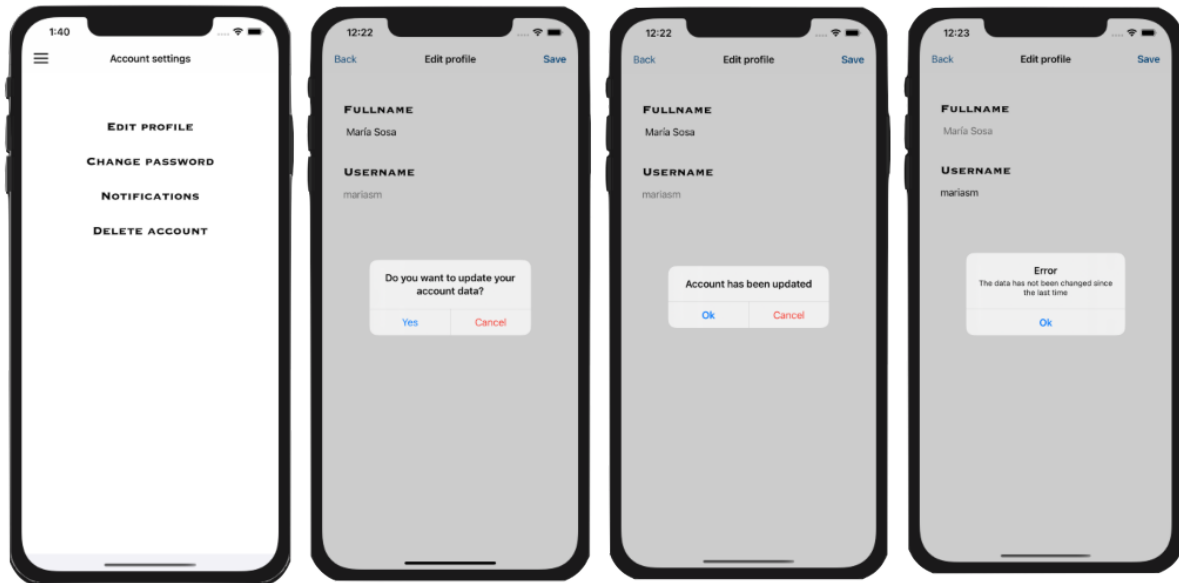 1:40
Account settings
EDIT PROFILE
CHANGE PASSWORD
NOTIFICATIONS
DELETE ACCOUNT
12:22
Back Edit profile Save
FULLNAME
María Sosa
USERNAME
mariasm
Do you want to update your
account data?
Yes Cancel
12:22
Back Edit profile Save
FULLNAME
María Sosa
USERNAME
mariasm
Account has been updated
Ok Cancel
12:23
Back Edit profile Save
FULLNAME
María Sosa
USERNAME
mariasm
Error
The data has not been changed since
the last time
Ok